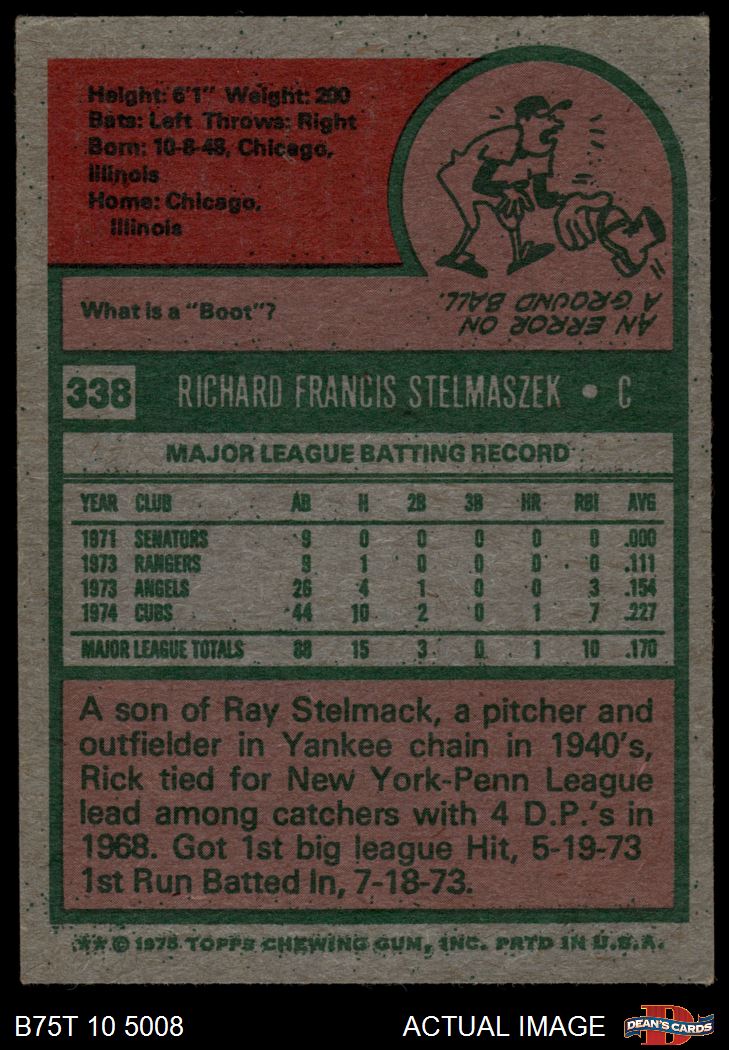 Height: 6'1" Weight: 200
Bats: Left Throws: Right
Born: 10-8-48, Chicago,
Illinois
Home: Chicago,
Illinois
What is a "Boot"?
AN ERROR ON
A GROUND BALL.
338 RICHARD FRANCIS STELMASZEK • C
MAJOR LEAGUE BATTING RECORD
YEAR CLUB AB H 2B 3B HR RBI AVG
1971 SENATORS 9 0 0 0 0 0 .000
1973 RANGERS 9 1 0 0 0 0 .111
1973 ANGELS 26 4 1 0 0 3 .154
1974 CUBS 44 10 2 0 1 7 .227
MAJOR LEAGUE TOTALS 88 15 3 0 1 10 .170
A son of Ray Stelmack, a pitcher and
outfielder in Yankee chain in 1940's,
Rick tied for New York-Penn League
lead among catchers with 4 D.P.'s in
1968. Got 1st big league Hit, 5-19-73
1st Run Batted In, 7-18-73.
** © 1975 TOPPS CHEWING GUM, INC. PRTD IN U.S.A.
B75T 10 5008 ACTUAL IMAGE DEAN'S CARDS